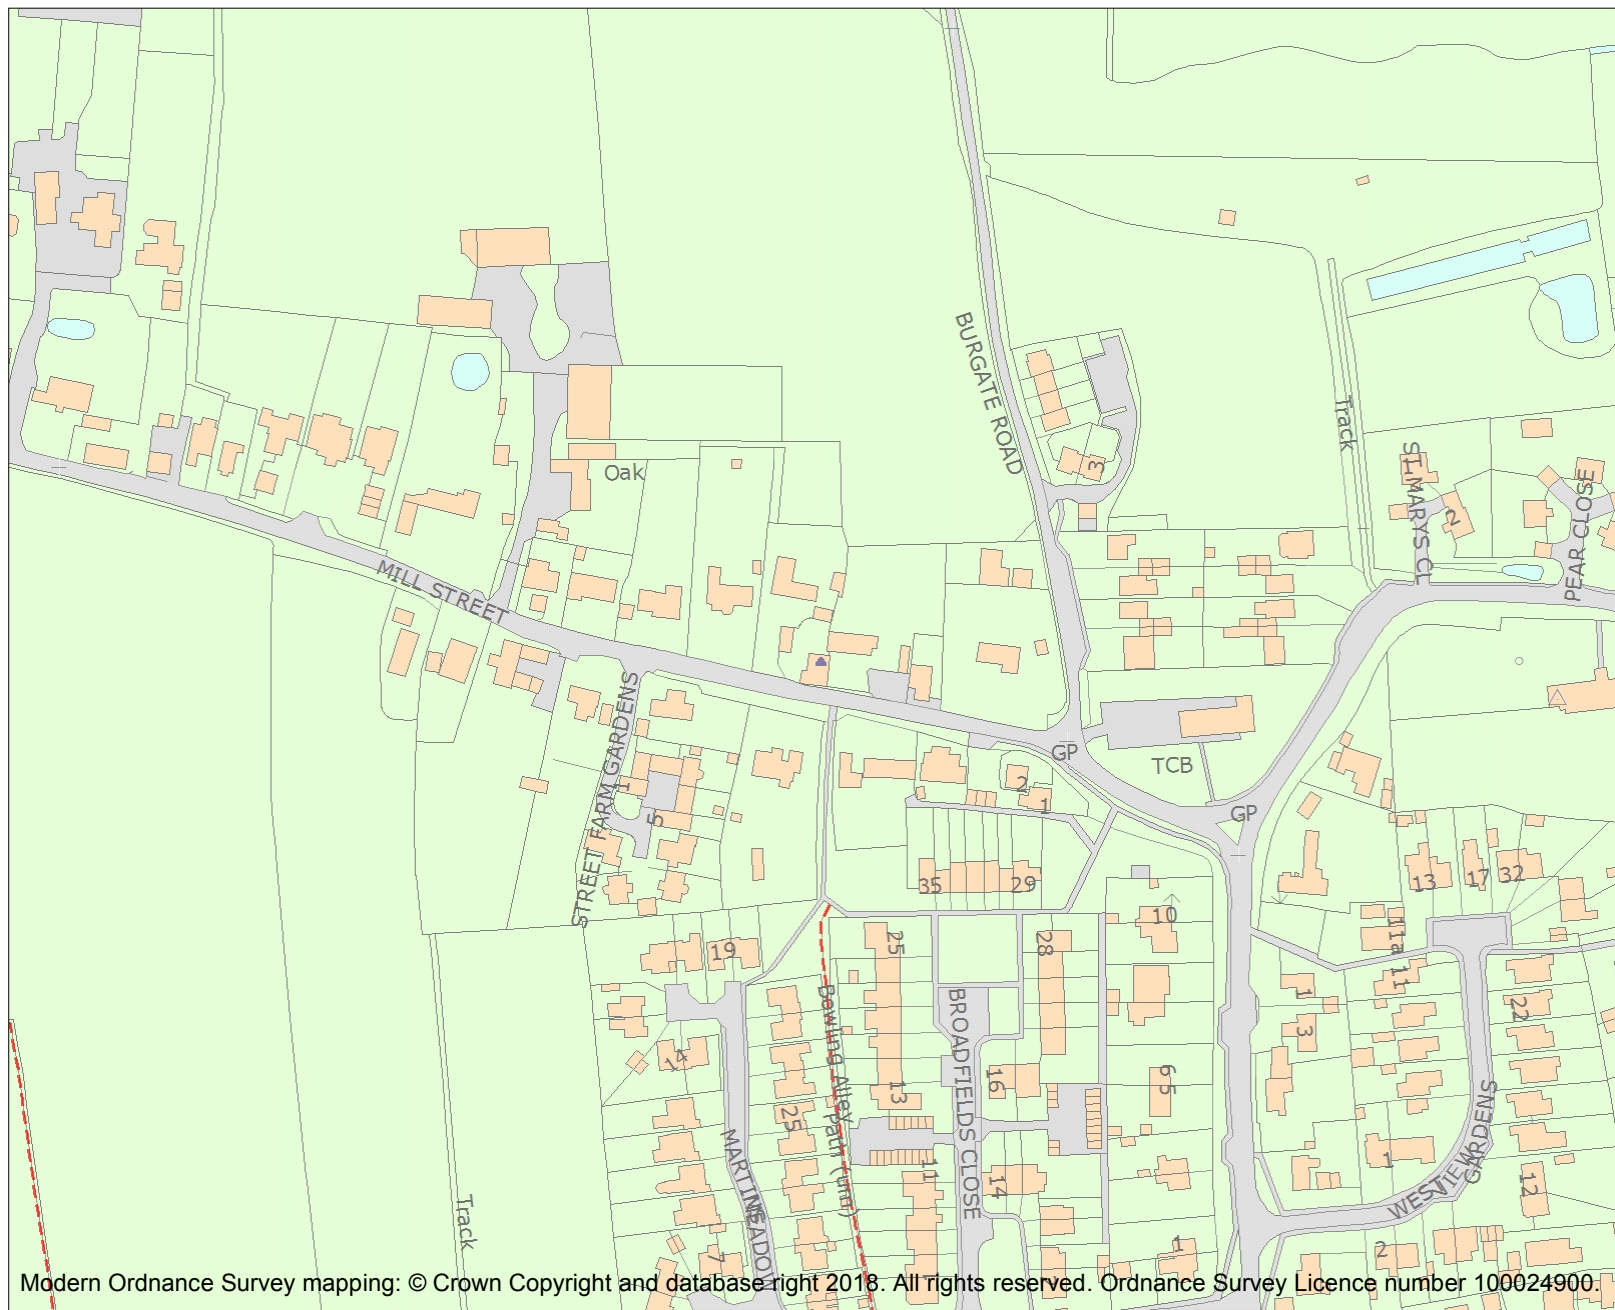 BURGATE ROAD
Track
3
Oak
ST MARYS CL
1
2
PEAR CLOSE
MILL STREET
STREET FARM GARDENS
1
5
GP
TCB
GP
2
1
35
29
13
17
32
10
19
25
28
11a
11
1
3
22
Bowling Alley
Path (um)
BROADFIELDS CLOSE
14
16
13
25
6 5
MARTINS
MEADOW
11
14
1
12
WESTVIEW
GARDENS
Track
7
1
2
Modern Ordnance Survey mapping: © Crown Copyright and database right 2018. All rights reserved. Ordnance Survey Licence number 100024900.